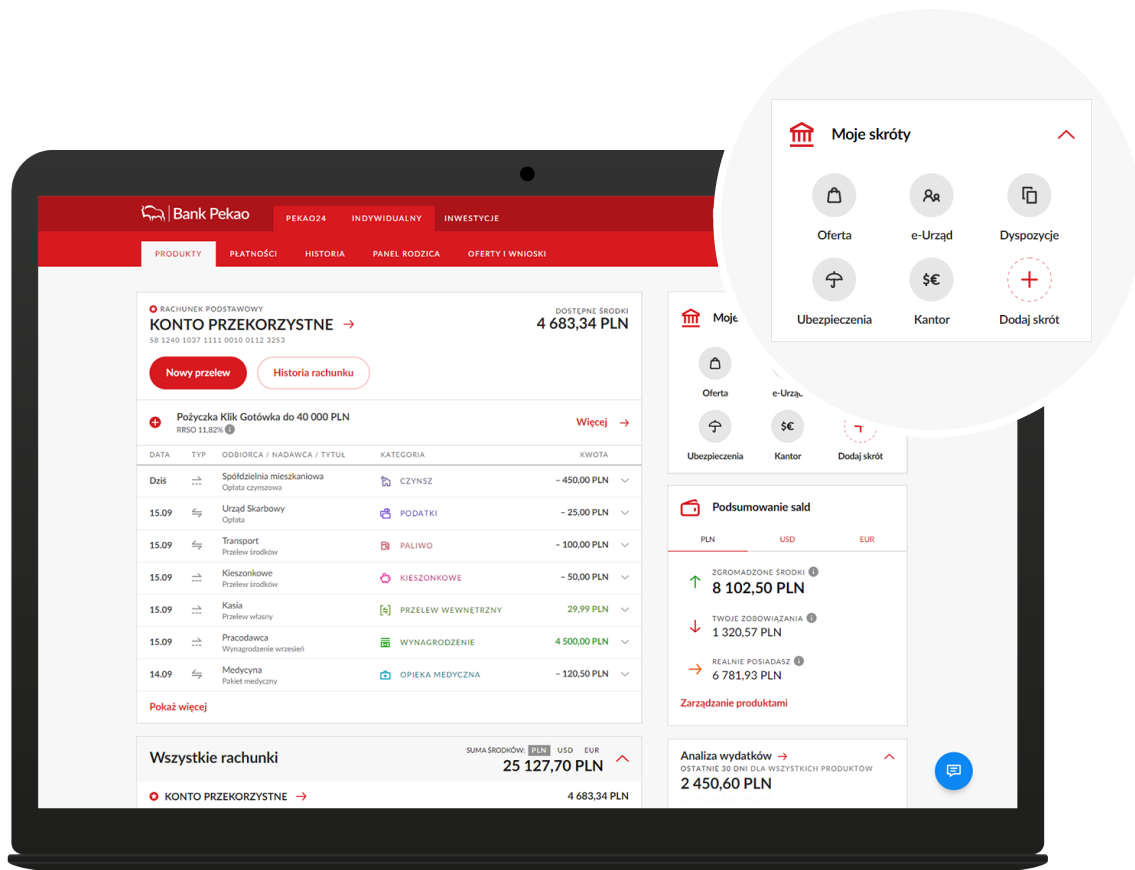 Moje skróty
Oferta
e-Urząd
Dyspozycje
Ubezpieczenia
$€
Kantor
Dodaj skrót
Bank Pekao
PEKAO24
INDYWIDUALNY
INWESTYCJE
PRODUKTY
PŁATNOŚCI
HISTORIA
PANEL RODZICA
OFERTY I WNIOSKI
RACHUNEK PODSTAWOWY
KONTO PRZEKORZYSTNE
58 1240 1037 1111 0010 0112 3253
DOSTĘPNE ŚRODKI
4 683,34 PLN
Nowy przelew
Historia rachunku
Pożyczka Klik Gotówka do 40 000 PLN
RRSO 11,82%
Więcej
DATA TYP ODBIORCA / NADAWCA / TYTUŁ KATEGORIA KWOTA
Dziś Spółdzielnia mieszkaniowa CZYNSZ – 450,00 PLN
Opłata czynszowa
15.09 Urząd Skarbowy PODATKI – 25,00 PLN
Opłata
15.09 Transport PALIWO – 100,00 PLN
Przelew środków
15.09 Kieszonkowe KIESZONKOWE – 50,00 PLN
Przelew środków
15.09 Kasia PRZELEW WEWNĘTRZNY 29,99 PLN
Przelew własny
15.09 Pracodawca WYNAGRODZENIE 4 500,00 PLN
Wynagrodzenie wrzesień
14.09 Medycyna OPIEKA MEDYCZNA – 120,50 PLN
Pakiet medyczny
Pokaż więcej
Wszystkie rachunki
SUMA ŚRODKÓW: PLN USD EUR
25 127,70 PLN
KONTO PRZEKORZYSTNE
4 683,34 PLN
Moje
Oferta
e-Urząd
Ubezpieczenia
$€
Kantor
Dodaj skrót
Podsumowanie sald
PLN USD EUR
ZGROMADZONE ŚRODKI
8 102,50 PLN
TWOJE ZOBOWIĄZANIA
1 320,57 PLN
REALNIE POSIADASZ
6 781,93 PLN
Zarządzanie produktami
Analiza wydatków
OSTATNIE 30 DNI DLA WSZYSTKICH PRODUKTÓW
2 450,60 PLN